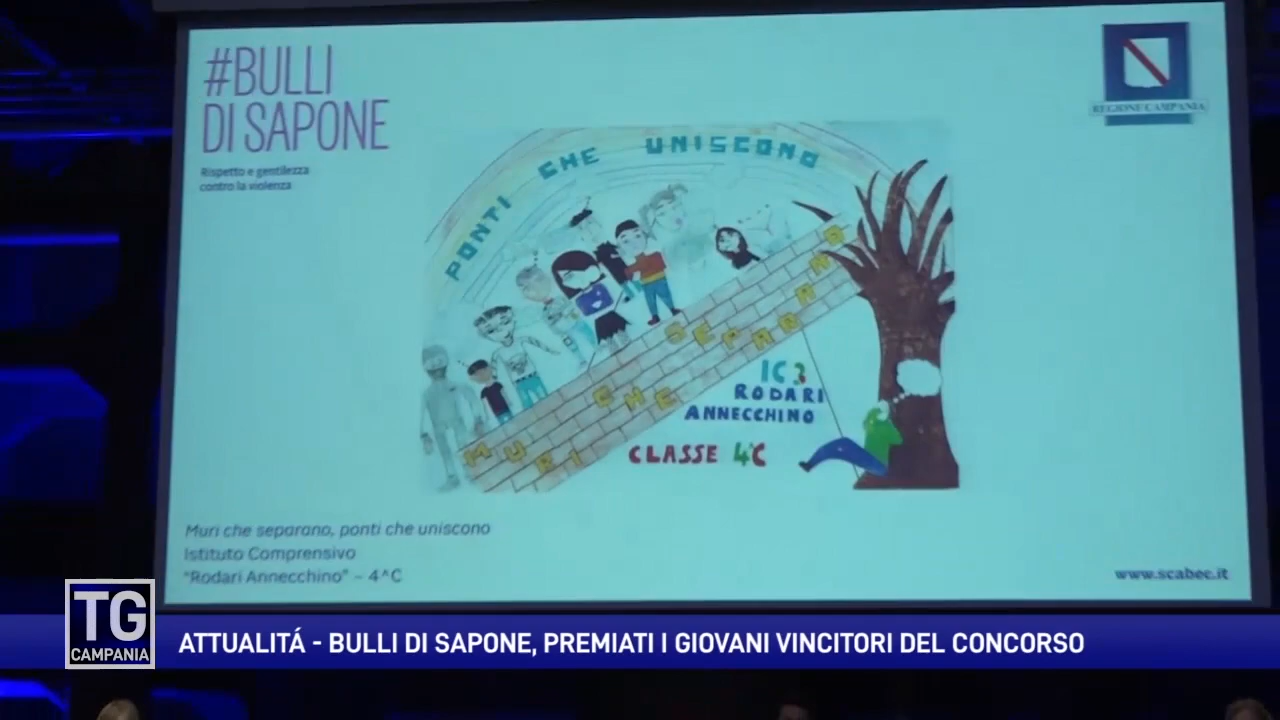 #BULLI
DI SAPONE
Rispetto e gentilezza
contro la violenza
REGIONE CAMPANIA
PONTI CHE UNISCONO
MURI CHE SEPARANO
IC 3
RODARI
ANNECCHINO
CLASSE 4^C
Muri che separano, ponti che uniscono
Istituto Comprensivo
"Rodari Annecchino" – 4^C
www.scabec.it
TG
CAMPANIA
ATTUALITÁ - BULLI DI SAPONE, PREMIATI I GIOVANI VINCITORI DEL CONCORSO